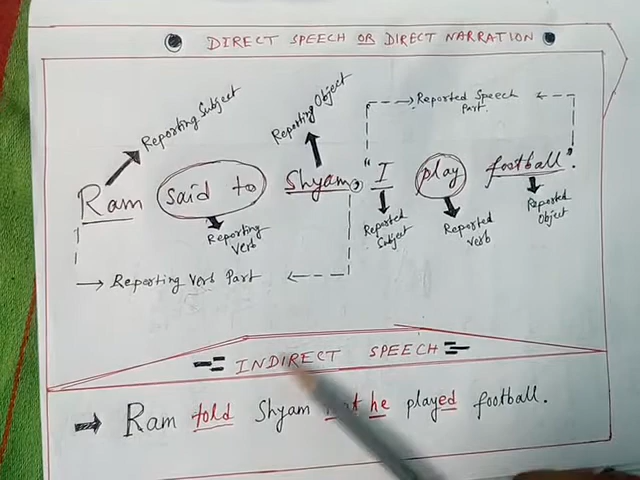 DIRECT SPEECH OR DIRECT NARRATION
Reporting Subject
Reporting Object
Reported Speech Part.
Ram said to Shyam, "I play football".
Reporting Verb
Reported Subject
Reported Verb
Reported Object
Reporting Verb Part
INDIRECT SPEECH
Ram told Shyam he played football.